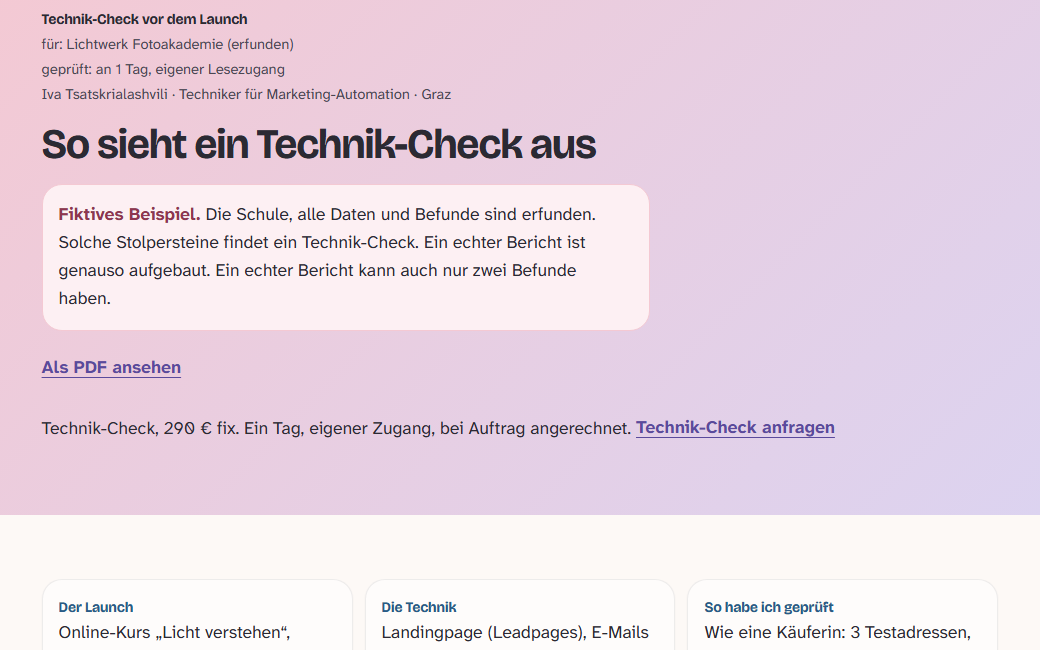 Technik-Check vor dem Launch
für: Lichtwerk Fotoakademie (erfunden)
geprüft: an 1 Tag, eigener Lesezugang
Iva Tsatskrialashvili · Techniker für Marketing-Automation · Graz
So sieht ein Technik-Check aus
Fiktives Beispiel. Die Schule, alle Daten und Befunde sind erfunden.
Solche Stolpersteine findet ein Technik-Check. Ein echter Bericht ist
genauso aufgebaut. Ein echter Bericht kann auch nur zwei Befunde
haben.
Als PDF ansehen
Technik-Check, 290 € fix. Ein Tag, eigener Zugang, bei Auftrag angerechnet. Technik-Check anfragen
Der Launch
Online-Kurs „Licht verstehen“,
Die Technik
Landingpage (Leadpages), E-Mails
So habe ich geprüft
Wie eine Käuferin: 3 Testadressen,